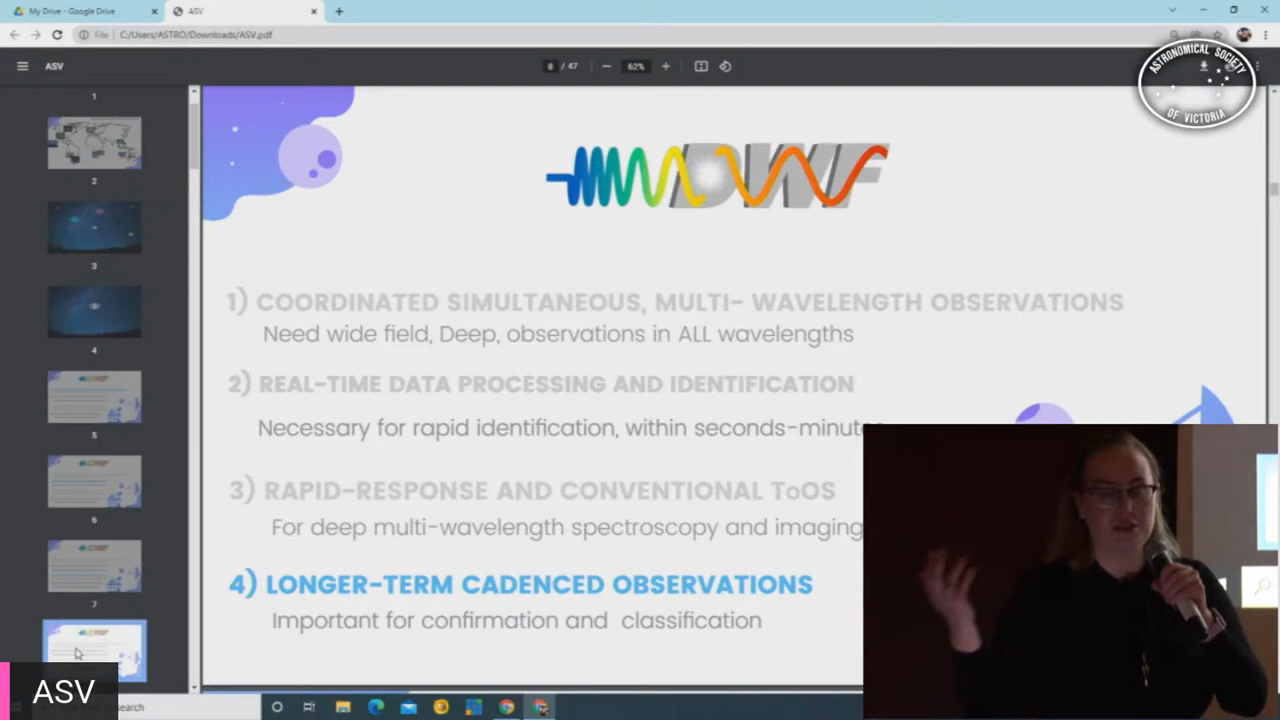 My Drive - Google Drive
ASV
File
C:/Users/ASTRO/Downloads/ASV.pdf
ASV
8 / 47
62%
ASTRONOMICAL SOCIETY
OF VICTORIA
1
2
3
4
5
6
7
DWF
1) COORDINATED SIMULTANEOUS, MULTI- WAVELENGTH OBSERVATIONS
Need wide field, Deep, observations in ALL wavelengths
2) REAL-TIME DATA PROCESSING AND IDENTIFICATION
Necessary for rapid identification, within seconds-minute
3) RAPID-RESPONSE AND CONVENTIONAL ToOS
For deep multi-wavelength spectroscopy and imaging
4) LONGER-TERM CADENCED OBSERVATIONS
Important for confirmation and classification
ASV